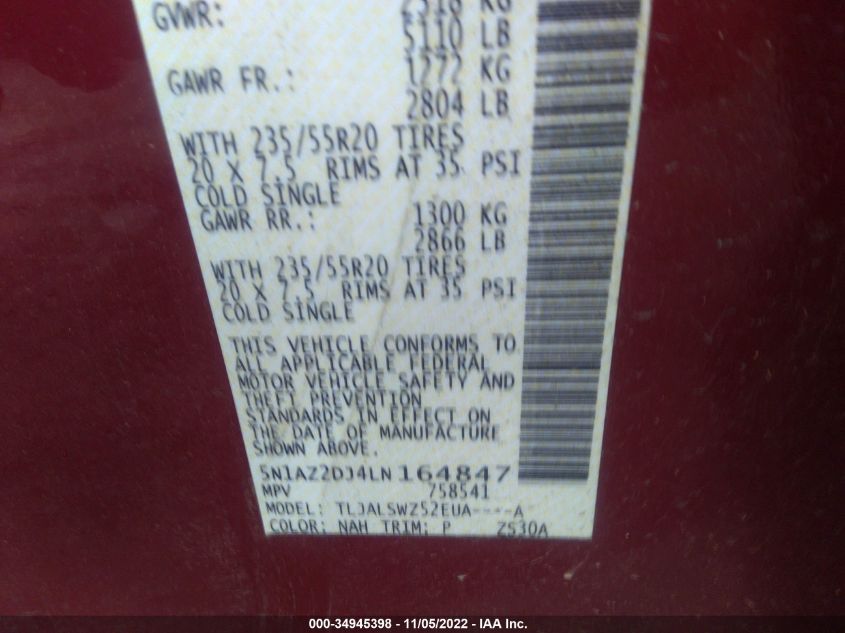 GVWR: 2318 KG
5110 LB
GAWR FR.: 1272 KG
2804 LB
WITH 235/55R20 TIRES
20 X 7.5 RIMS AT 35 PSI
COLD SINGLE
GAWR RR.: 1300 KG
2866 LB
WITH 235/55R20 TIRES
20 X 7.5 RIMS AT 35 PSI
COLD SINGLE
THIS VEHICLE CONFORMS TO
ALL APPLICABLE FEDERAL
MOTOR VEHICLE SAFETY AND
THEFT PREVENTION
STANDARDS IN EFFECT ON
THE DATE OF MANUFACTURE
SHOWN ABOVE.
5N1AZ2DJ4LN164847
MPV 758541
MODEL: TLJALSWZ52EUA----A
COLOR: NAH TRIM: P ZS30A
000-34945398 - 11/05/2022 - IAA Inc.